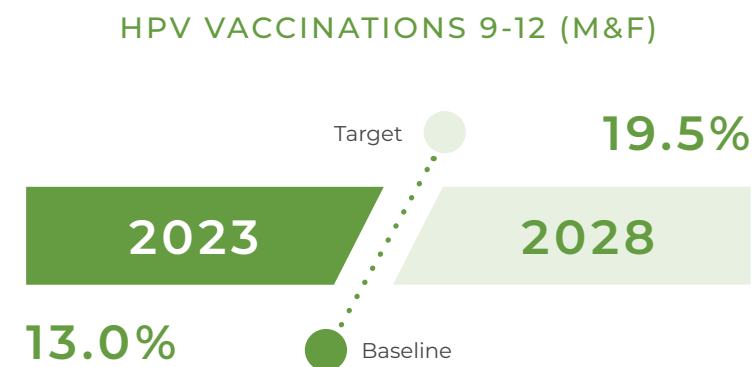 HPV VACCINATIONS 9-12 (M&F)
Target
19.5%
2023
2028
13.0%
Baseline